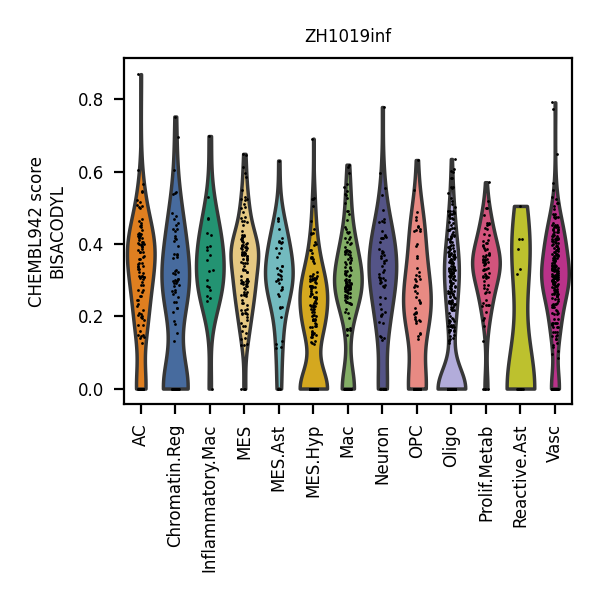 ZH1019inf
CHEMBL942 score
BISACODYL
0.8
0.6
0.4
0.2
0.0
AC
Chromatin.Reg
Inflammatory.Mac
MES
MES.Ast
MES.Hyp
Mac
Neuron
OPC
Oligo
Prolif.Metab
Reactive.Ast
Vasc